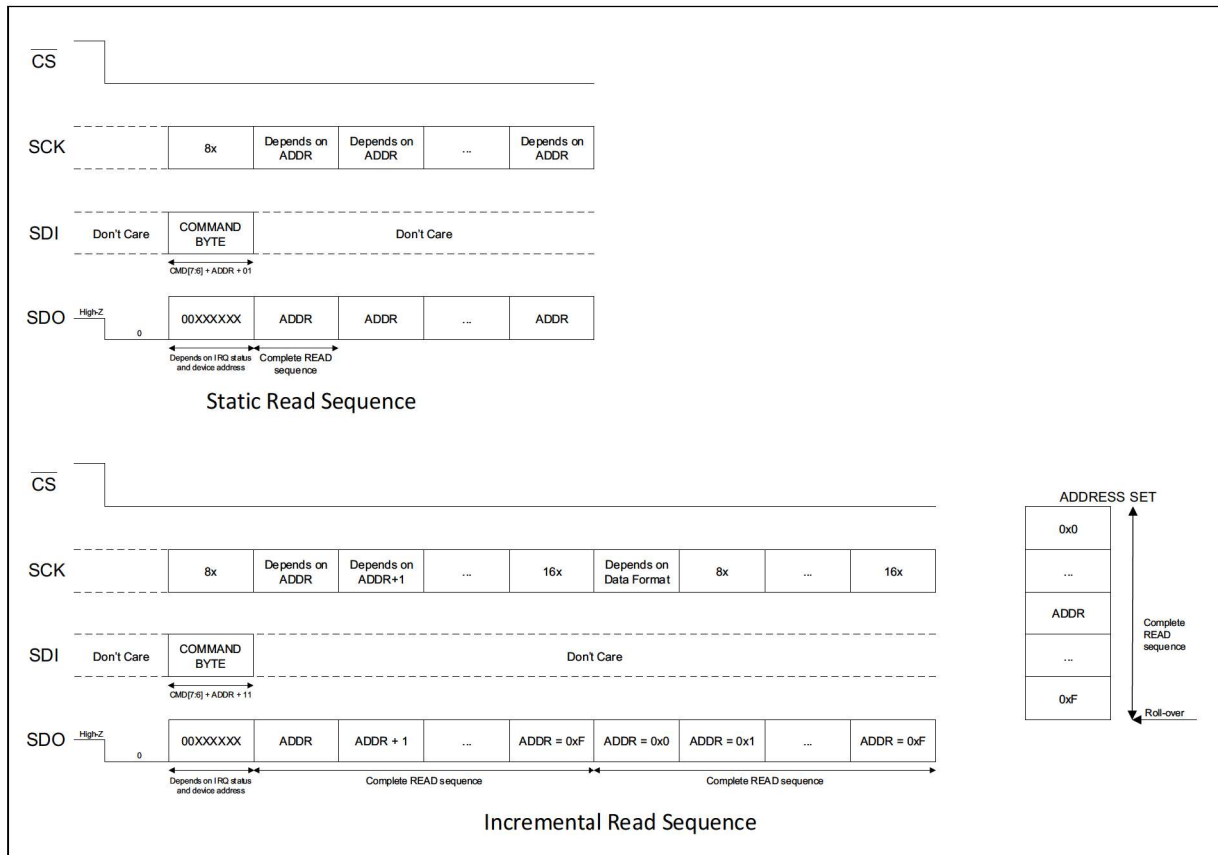 CS
SCK
8x
Depends on
ADDR
Depends on
ADDR
...
Depends on
ADDR
SDI
Don't Care
COMMAND
BYTE
Don't Care
CMD[7:6] + ADDR + 01
SDO
High-Z
0
00XXXXXX
ADDR
ADDR
...
ADDR
Depends on IRQ status
and device address
Complete READ
sequence
Static Read Sequence
CS
SCK
8x
Depends on
ADDR
Depends on
ADDR+1
...
16x
Depends on
Data Format
8x
...
16x
SDI
Don't Care
COMMAND
BYTE
Don't Care
CMD[7:6] + ADDR + 11
SDO
High-Z
0
00XXXXXX
ADDR
ADDR + 1
...
ADDR = 0xF
ADDR = 0x0
ADDR = 0x1
...
ADDR = 0xF
Depends on IRQ status
and device address
Complete READ sequence
Complete READ sequence
Incremental Read Sequence
ADDRESS SET
0x0
...
ADDR
...
0xF
Complete
READ
sequence
Roll-over